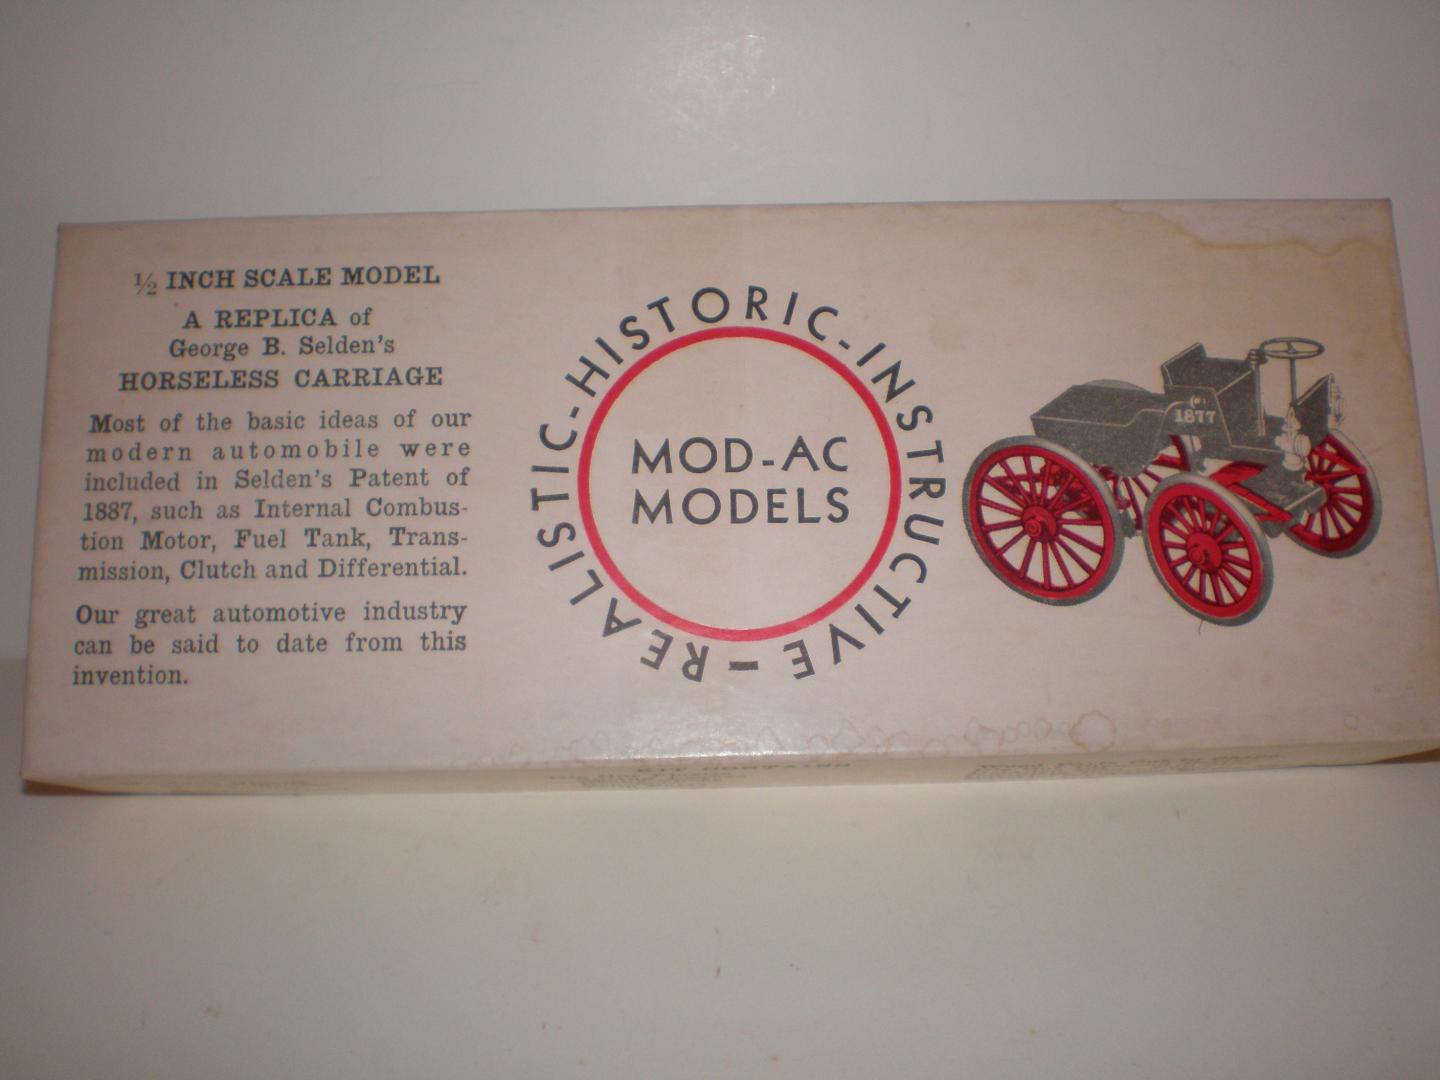 ½ INCH SCALE MODEL
A REPLICA of
George B. Selden's
HORSELESS CARRIAGE
Most of the basic ideas of our
modern automobile were
included in Selden's Patent of
1887, such as Internal Combus-
tion Motor, Fuel Tank, Trans-
mission, Clutch and Differential.
Our great automotive industry
can be said to date from this
invention.
REALISTIC-HISTORIC-INSTRUCTIVE-
MOD-AC
MODELS
1877